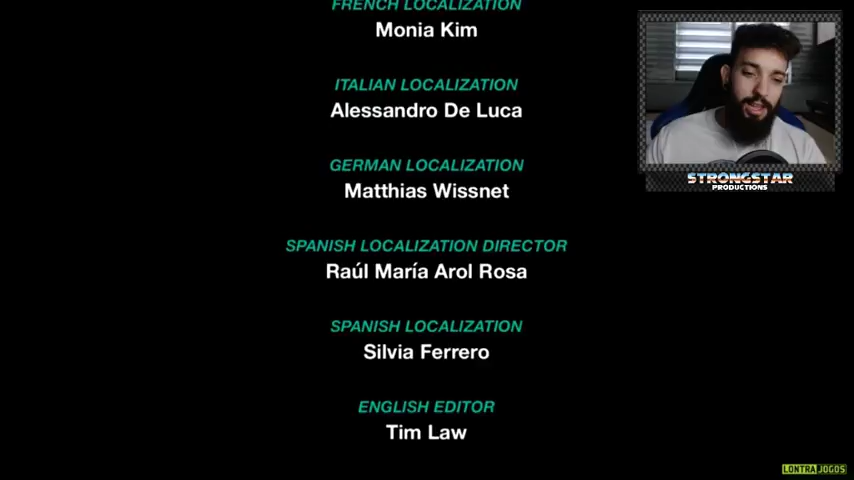 FRENCH LOCALIZATION
Monia Kim
ITALIAN LOCALIZATION
Alessandro De Luca
GERMAN LOCALIZATION
Matthias Wissnet
SPANISH LOCALIZATION DIRECTOR
Raúl María Arol Rosa
SPANISH LOCALIZATION
Silvia Ferrero
ENGLISH EDITOR
Tim Law
STRONGSTAR
PRODUCTIONS
LONTRAJOGOS